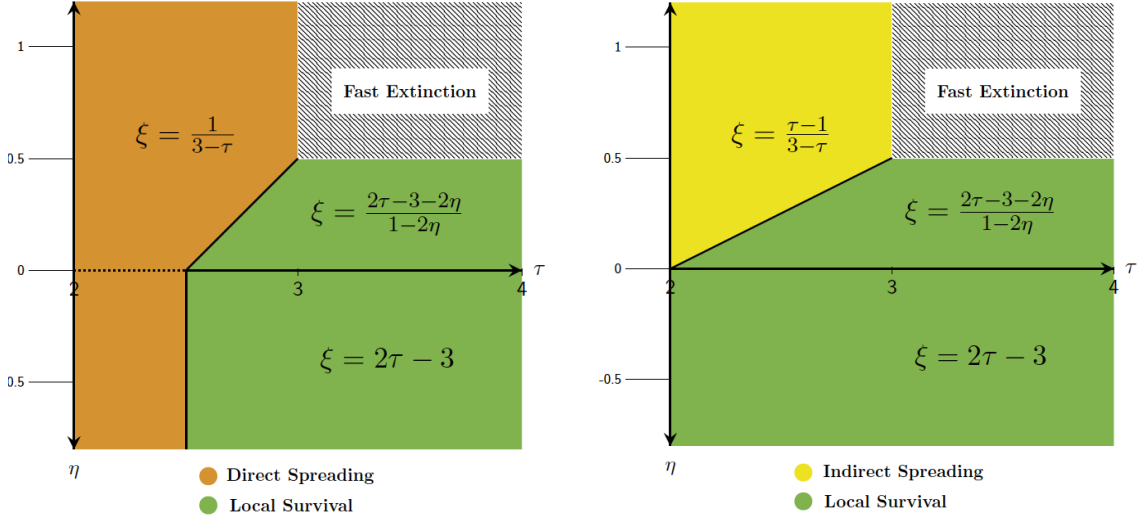 1
Fast Extinction
ξ = 1/(3−τ)
0.5
ξ = (2τ−3−2η)/(1−2η)
0
τ
2
3
4
ξ = 2τ − 3
0.5
η
Direct Spreading
Local Survival
1
Fast Extinction
ξ = (τ−1)/(3−τ)
0.5
ξ = (2τ−3−2η)/(1−2η)
0
τ
2
3
4
ξ = 2τ − 3
-0.5
η
Indirect Spreading
Local Survival